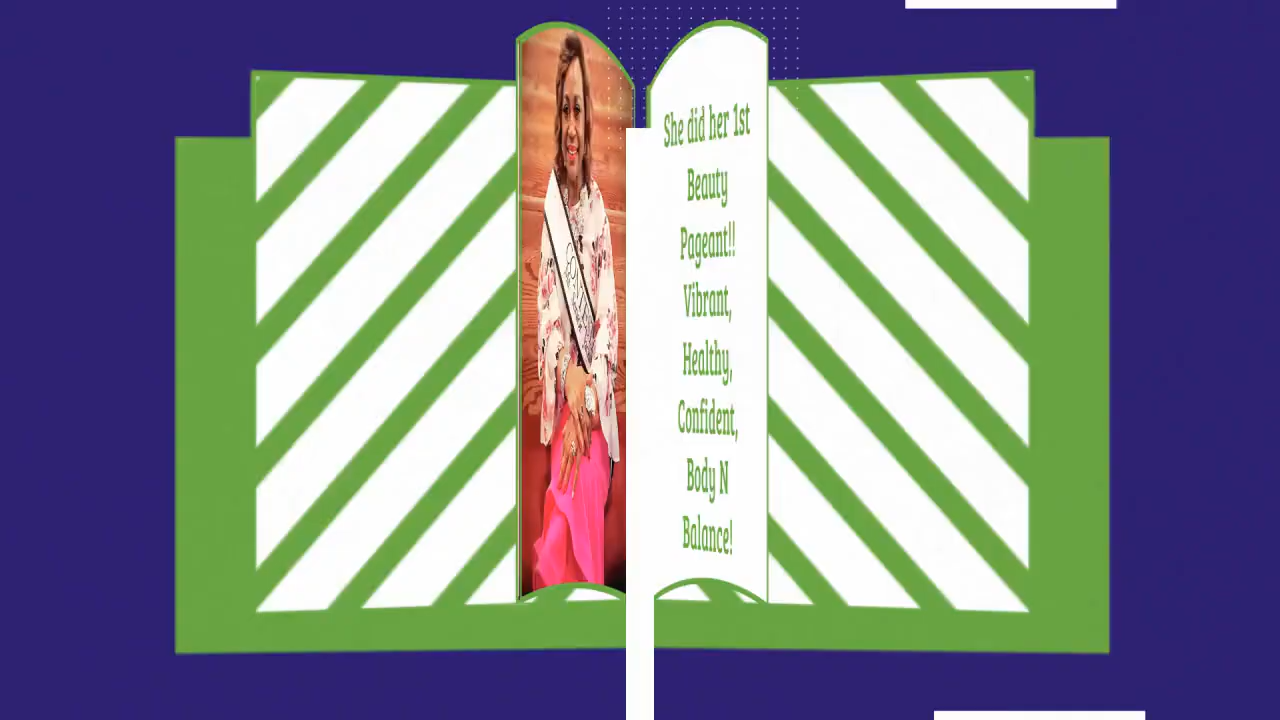 She did her 1st
Beauty
Pageant!!
Vibrant,
Healthy,
Confident,
Body N
Balance!